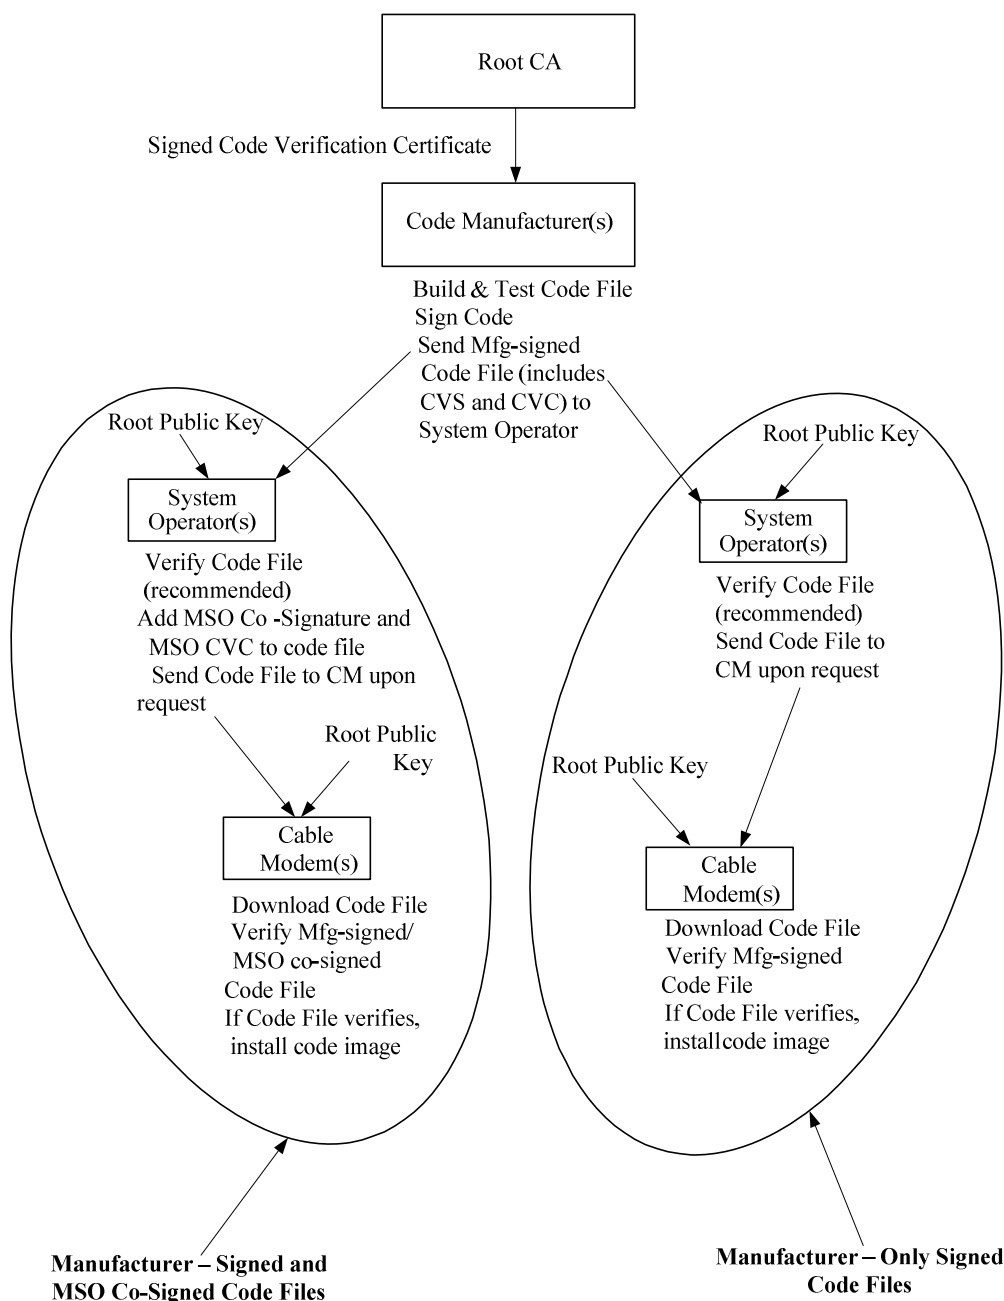 Root CA
Signed Code Verification Certificate
Code Manufacturer(s)
Build & Test Code File
Sign Code
Send Mfg-signed
Code File (includes
CVS and CVC) to
System Operator
Root Public Key
System
Operator(s)
Verify Code File
(recommended)
Add MSO Co -Signature and
MSO CVC to code file
Send Code File to CM upon
request
Root Public
Key
Cable
Modem(s)
Download Code File
Verify Mfg-signed/
MSO co-signed
Code File
If Code File verifies,
install code image
Manufacturer – Signed and
MSO Co-Signed Code Files
Root Public Key
System
Operator(s)
Verify Code File
(recommended)
Send Code File to
CM upon request
Root Public Key
Cable
Modem(s)
Download Code File
Verify Mfg-signed
Code File
If Code File verifies,
installcode image
Manufacturer – Only Signed
Code Files